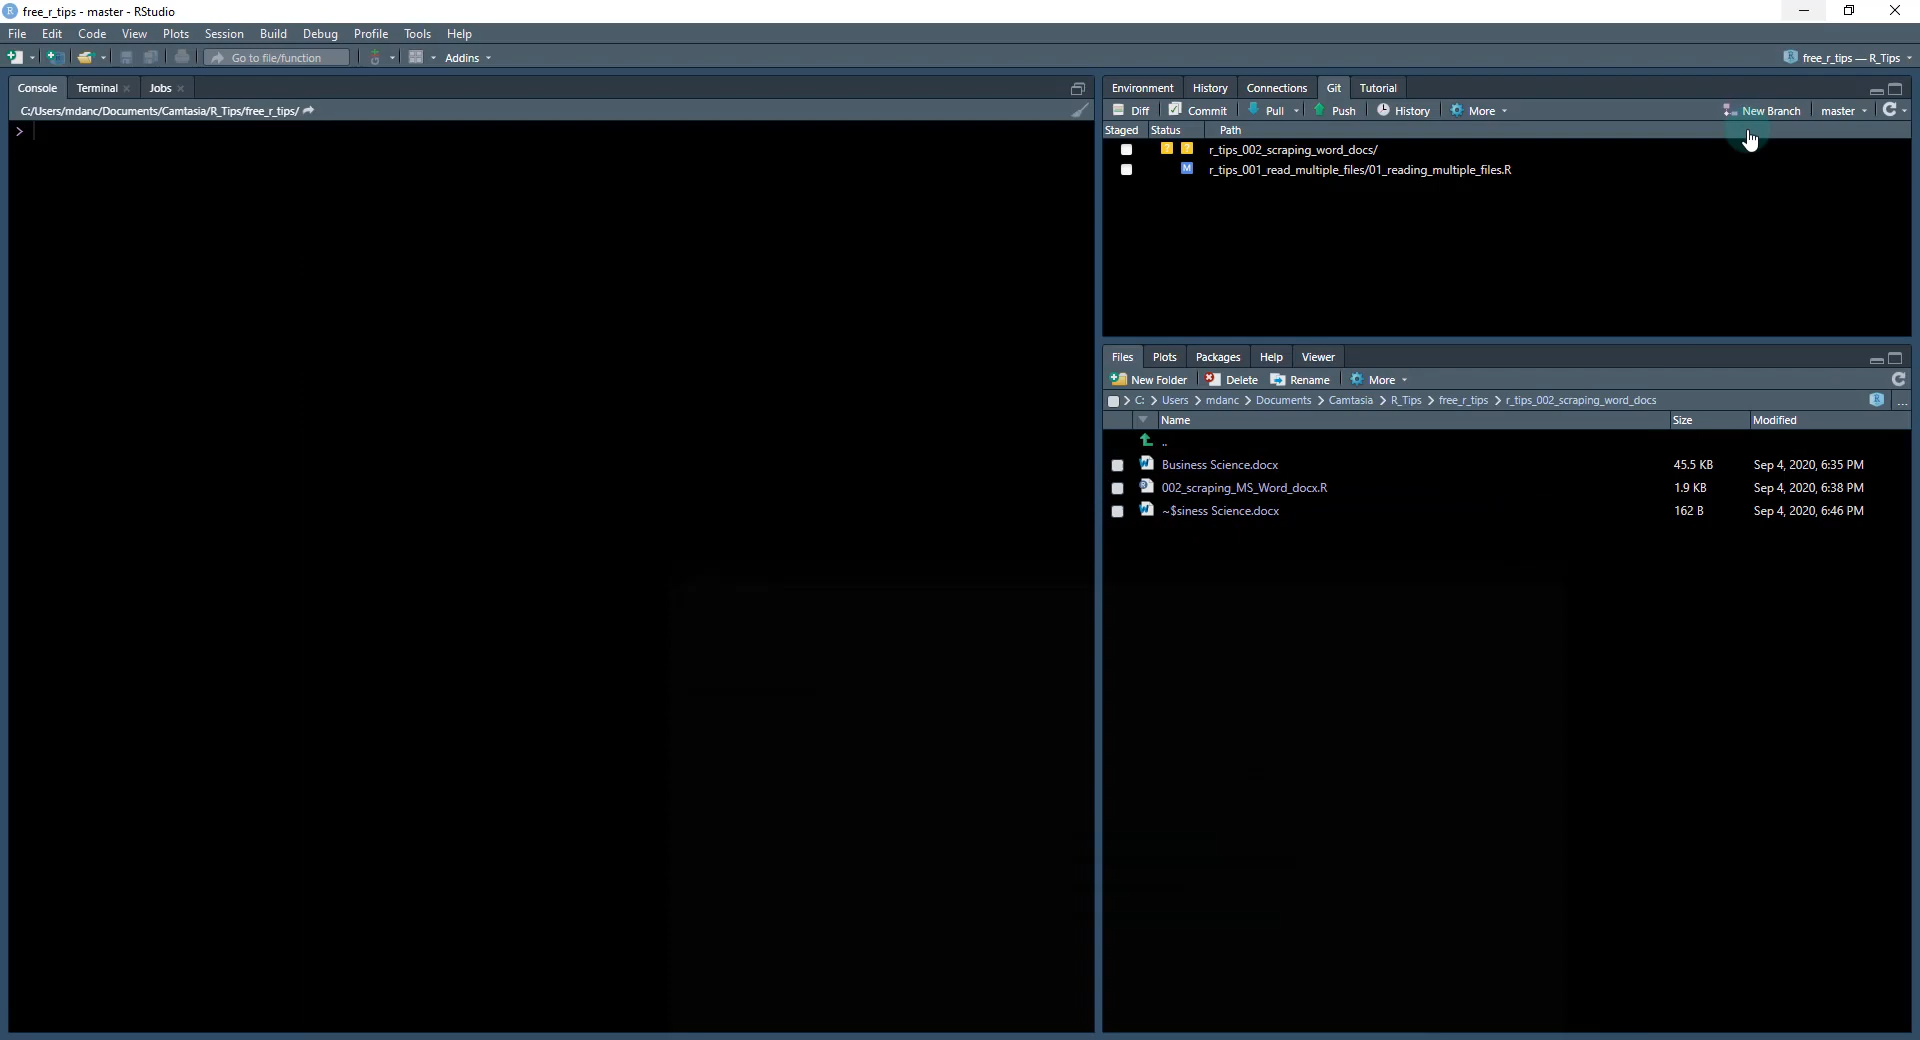 free_r_tips - master - RStudio
File Edit Code View Plots Session Build Debug Profile Tools Help
Go to file/function Addins free_r_tips — R_Tips
Console Terminal Jobs
C:/Users/mdanc/Documents/Camtasia/R_Tips/free_r_tips/
>
Environment History Connections Git Tutorial
Diff Commit Pull Push History More New Branch master
Staged Status Path
? ? r_tips_002_scraping_word_docs/
M r_tips_001_read_multiple_files/01_reading_multiple_files.R
Files Plots Packages Help Viewer
New Folder Delete Rename More
C: > Users > mdanc > Documents > Camtasia > R_Tips > free_r_tips > r_tips_002_scraping_word_docs ...
Name Size Modified
..
Business Science.docx 45.5 KB Sep 4, 2020, 6:35 PM
002_scraping_MS_Word_docx.R 1.9 KB Sep 4, 2020, 6:38 PM
~$siness Science.docx 162 B Sep 4, 2020, 6:46 PM